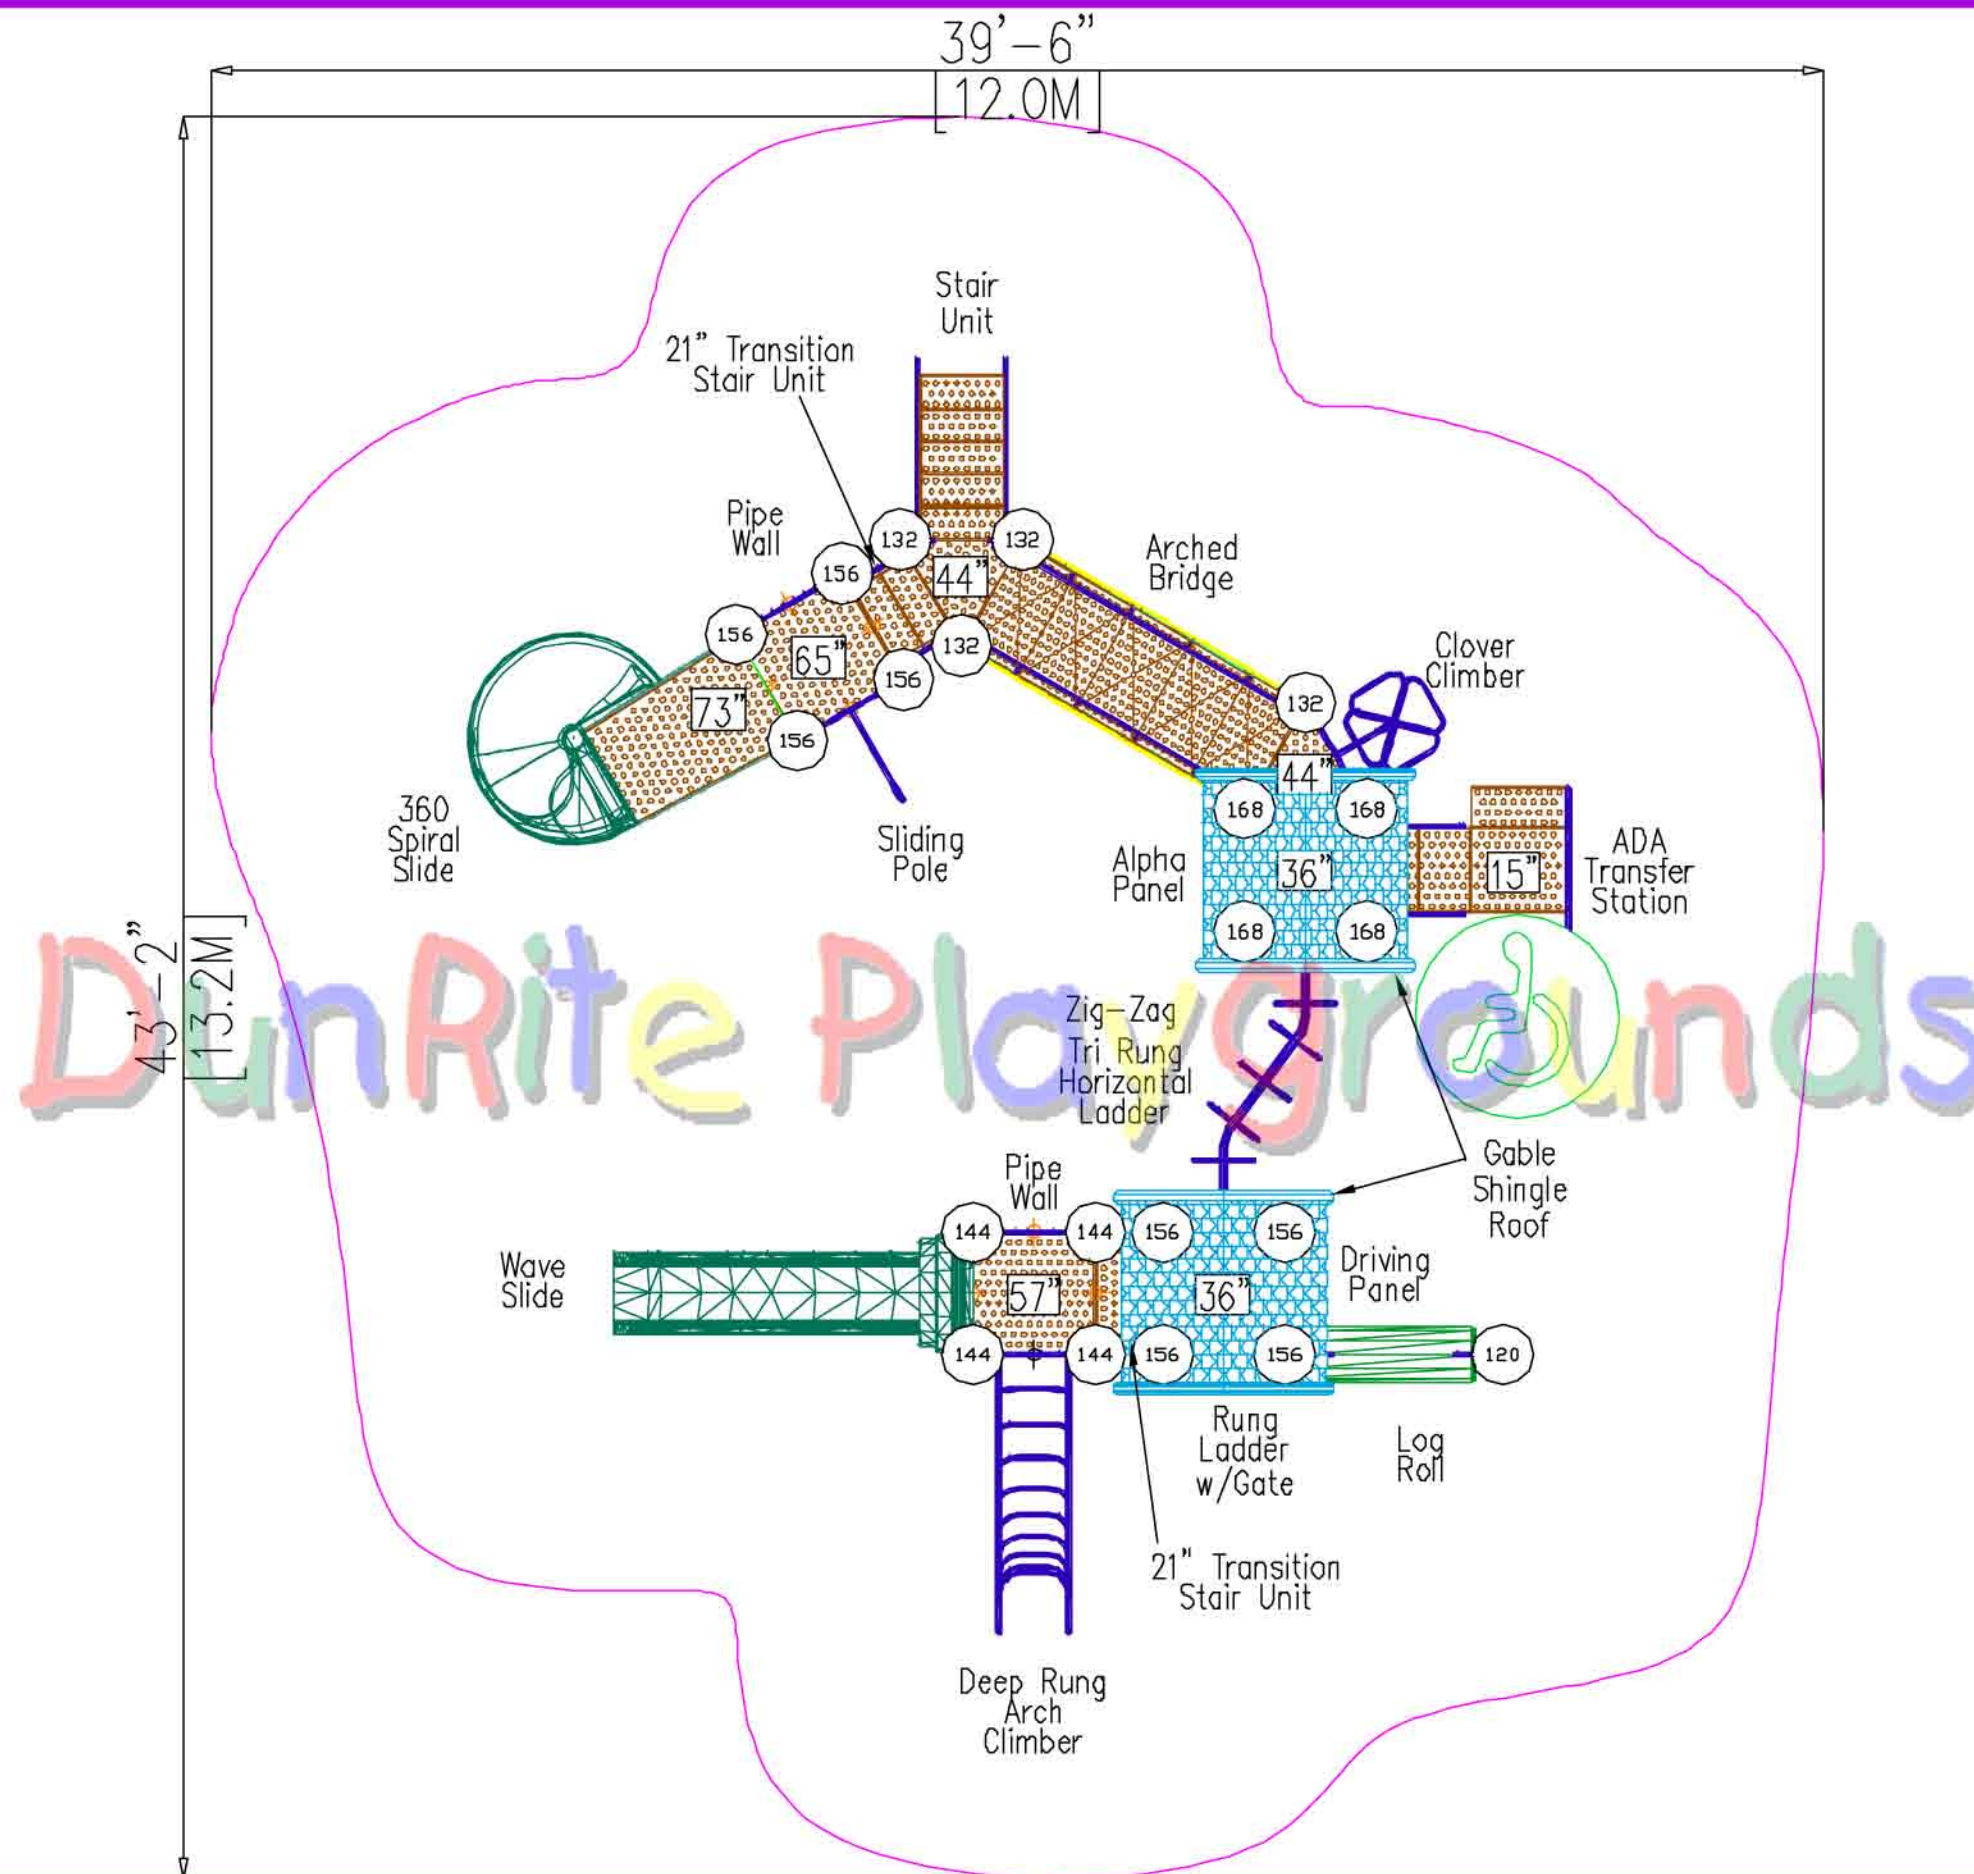 39'-6"
12.0M
Stair
Unit
21" Transition
Stair Unit
Pipe
Wall
132
132
156
44"
Arched
Bridge
156
132
65"
156
73"
156
132
Clover
Climber
44"
360
Spiral
Slide
Sliding
Pole
168
168
Alpha
Panel
36"
15"
ADA
Transfer
Station
168
168
43'-2"
13.2M
DunRite Playgrounds
Zig-Zag
Tri Rung
Horizontal
Ladder
Gable
Shingle
Roof
Pipe
Wall
144
144
156
156
Wave
Slide
57"
36"
Driving
Panel
144
144
156
156
120
Rung
Ladder
w/Gate
Log
Roll
21" Transition
Stair Unit
Deep Rung
Arch
Climber